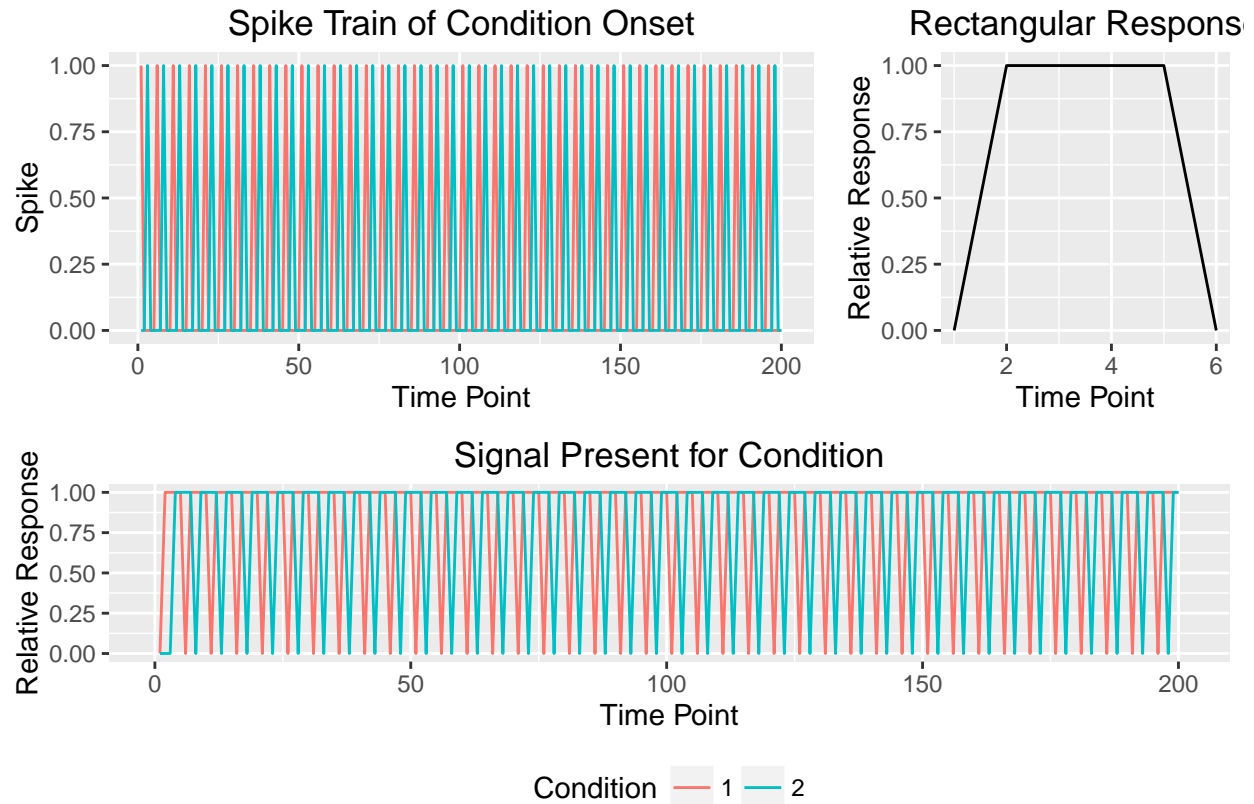 Spike Train of Condition Onset
Spike
1.00
0.75
0.50
0.25
0.00
0
50
100
150
200
Time Point
Rectangular Respons
Relative Response
1.00
0.75
0.50
0.25
0.00
2
4
6
Time Point
Signal Present for Condition
Relative Response
1.00
0.75
0.50
0.25
0.00
0
50
100
150
200
Time Point
Condition 1 2